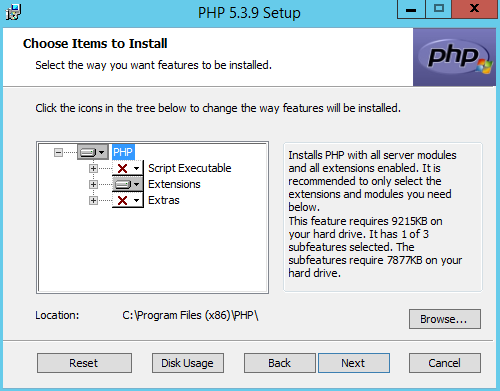 PHP 5.3.9 Setup
Choose Items to Install
Select the way you want features to be installed.
php
Click the icons in the tree below to change the way features will be installed.
PHP
Script Executable
Extensions
Extras
Installs PHP with all server modules
and all extensions enabled. It is
recommended to only select the
extensions and modules you need
below.
This feature requires 9215KB on
your hard drive. It has 1 of 3
subfeatures selected. The
subfeatures require 7877KB on your
hard drive.
Location: C:\Program Files (x86)\PHP\
Browse...
Reset Disk Usage Back Next Cancel